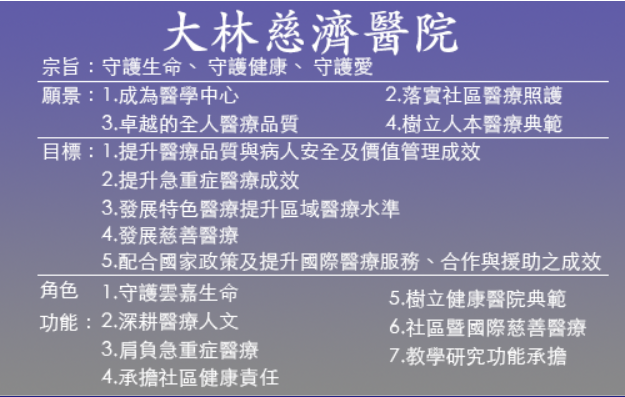 大林慈濟醫院
宗旨：守護生命、守護健康、守護愛
願景：1.成為醫學中心 2.落實社區醫療照護
3.卓越的全人醫療品質 4.樹立人本醫療典範
目標：1.提升醫療品質與病人安全及價值管理成效
2.提升急重症醫療成效
3.發展特色醫療提升區域醫療水準
4.發展慈善醫療
5.配合國家政策及提升國際醫療服務、合作與援助之成效
角色 1.守護雲嘉生命 5.樹立健康醫院典範
功能：2.深耕醫療人文 6.社區暨國際慈善醫療
3.肩負急重症醫療 7.教學研究功能承擔
4.承擔社區健康責任